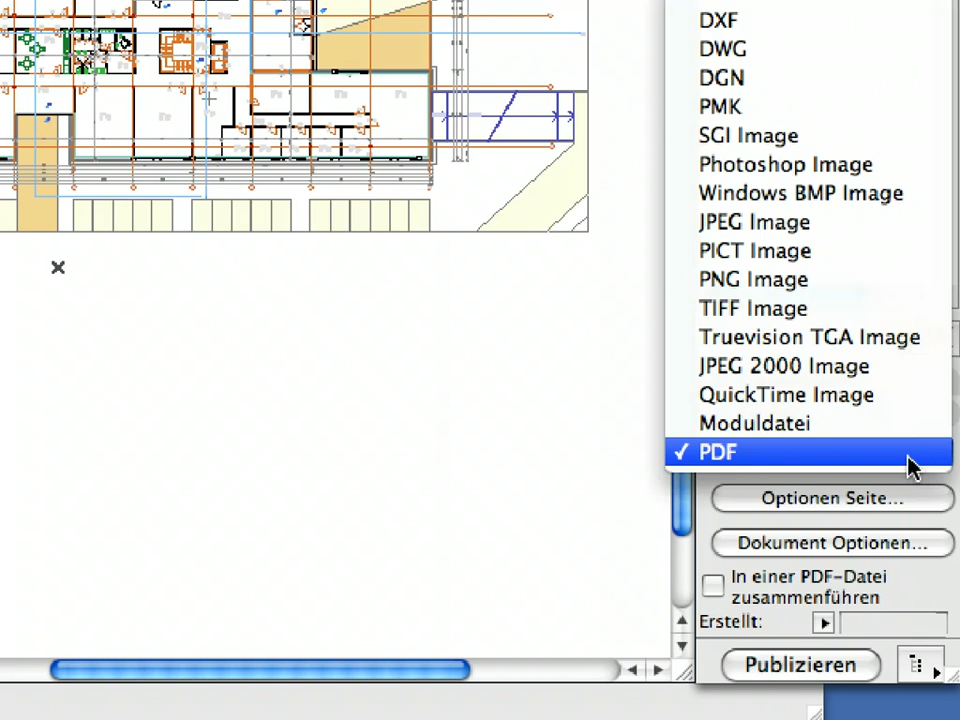 DXF
DWG
DGN
PMK
SGI Image
Photoshop Image
Windows BMP Image
JPEG Image
PICT Image
PNG Image
TIFF Image
Truevision TGA Image
JPEG 2000 Image
QuickTime Image
Moduldatei
✓ PDF
Optionen Seite...
Dokument Optionen...
In einer PDF-Datei
zusammenführen
Erstellt:
Publizieren